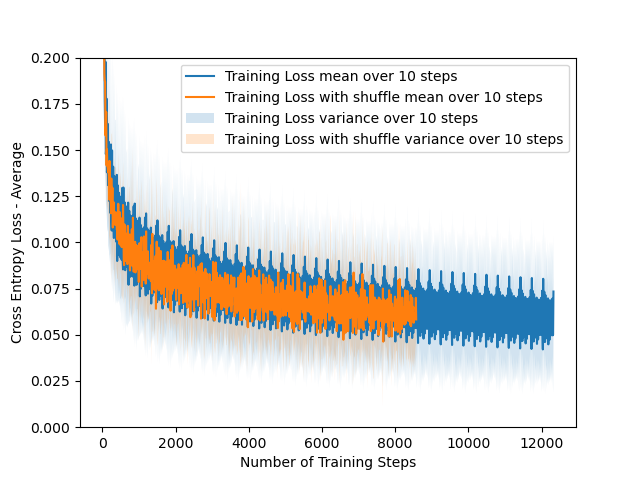 0.200
0.175
0.150
0.125
0.100
0.075
0.050
0.025
0.000
Cross Entropy Loss - Average
Training Loss mean over 10 steps
Training Loss with shuffle mean over 10 steps
Training Loss variance over 10 steps
Training Loss with shuffle variance over 10 steps
0 2000 4000 6000 8000 10000 12000
Number of Training Steps